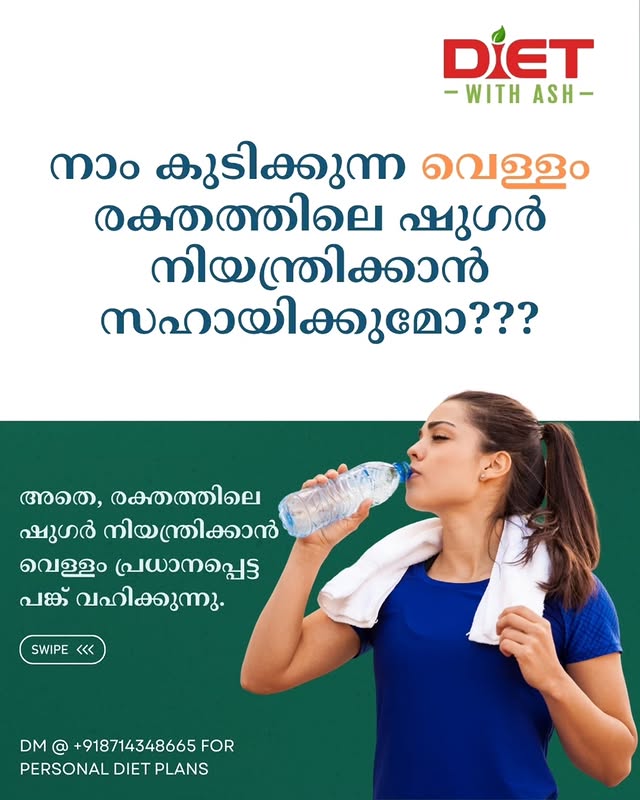 DIET
- WITH ASH -
നാം കുടിക്കുന്ന വെള്ളം
രക്തത്തിലെ ഷുഗർ
നിയന്ത്രിക്കാൻ
സഹായിക്കുമോ???
അതെ, രക്തത്തിലെ
ഷുഗർ നിയന്ത്രിക്കാൻ
വെള്ളം പ്രധാനപ്പെട്ട
പങ്ക് വഹിക്കുന്നു.
SWIPE <<<
DM @ +918714348665 FOR
PERSONAL DIET PLANS